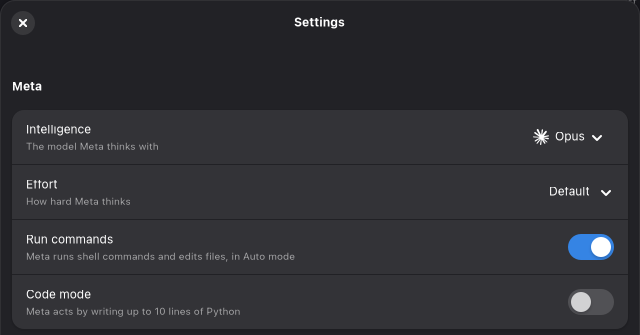 Settings
Meta
Intelligence
The model Meta thinks with
Opus
Effort
How hard Meta thinks
Default
Run commands
Meta runs shell commands and edits files, in Auto mode
Code mode
Meta acts by writing up to 10 lines of Python